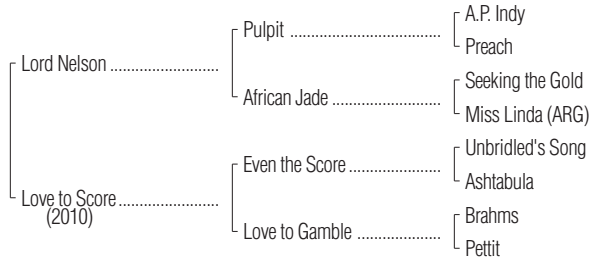 A.P. Indy
Pulpit ........................................
Preach
Lord Nelson .............................
Seeking the Gold
African Jade .............................
Miss Linda (ARG)
Unbridled's Song
Even the Score ........................
Ashtabula
Love to Score ..........................
(2010)
Brahms
Love to Gamble ......................
Pettit